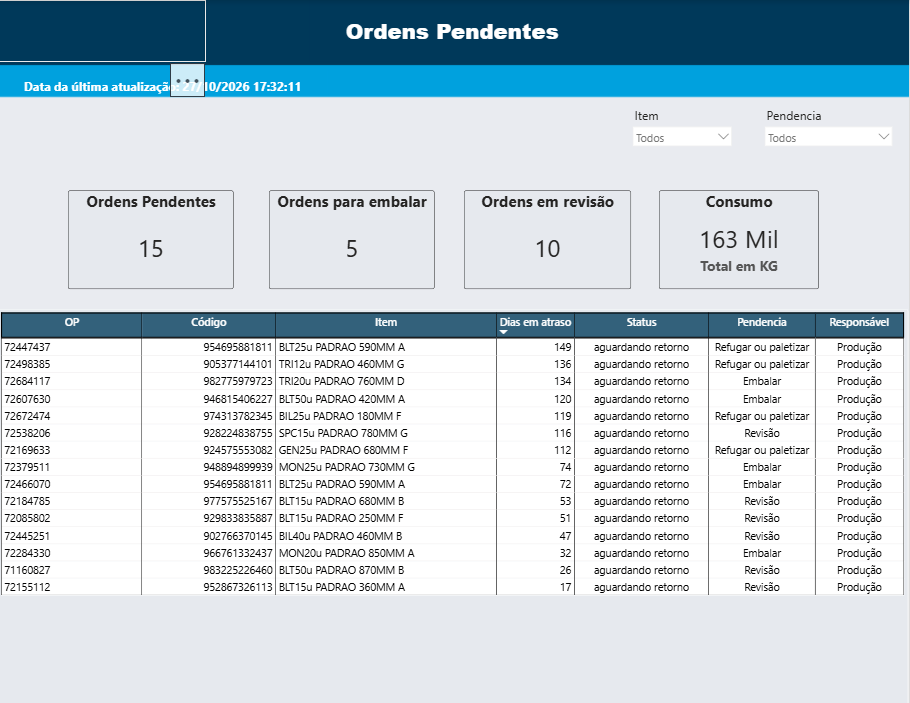 Ordens Pendentes
Data da última atualização: 27/10/2026 17:32:11
Item Pendencia
Todos Todos
Ordens Pendentes Ordens para embalar Ordens em revisão Consumo
15 5 10 163 Mil
Total em KG
OP Código Item Dias em atraso Status Pendencia Responsável
72447437 954695881811 BLT25u PADRAO 590MM A 149 aguardando retorno Refugar ou paletizar Produção
72498385 905377144101 TRI12u PADRAO 460MM G 136 aguardando retorno Refugar ou paletizar Produção
72684117 982775979723 TRI20u PADRAO 760MM D 134 aguardando retorno Embalar Produção
72607630 946815406227 BLT50u PADRAO 420MM A 120 aguardando retorno Embalar Produção
72672474 974313782345 BIL25u PADRAO 180MM F 119 aguardando retorno Refugar ou paletizar Produção
72538206 928224838755 SPC15u PADRAO 780MM G 116 aguardando retorno Revisão Produção
72169633 924575553082 GEN25u PADRAO 680MM F 112 aguardando retorno Refugar ou paletizar Produção
72379511 948894899939 MON25u PADRAO 730MM G 74 aguardando retorno Embalar Produção
72466070 954695881811 BLT25u PADRAO 590MM A 72 aguardando retorno Embalar Produção
72184785 977575525167 BLT15u PADRAO 680MM B 53 aguardando retorno Revisão Produção
72085802 929833835887 BLT15u PADRAO 250MM F 51 aguardando retorno Revisão Produção
72445251 902766370145 BIL40u PADRAO 460MM B 47 aguardando retorno Revisão Produção
72284330 966761332437 MON20u PADRAO 850MM A 32 aguardando retorno Embalar Produção
71160827 983225226460 BLT50u PADRAO 870MM B 26 aguardando retorno Revisão Produção
72155112 952867326113 BLT15u PADRAO 360MM A 17 aguardando retorno Revisão Produção